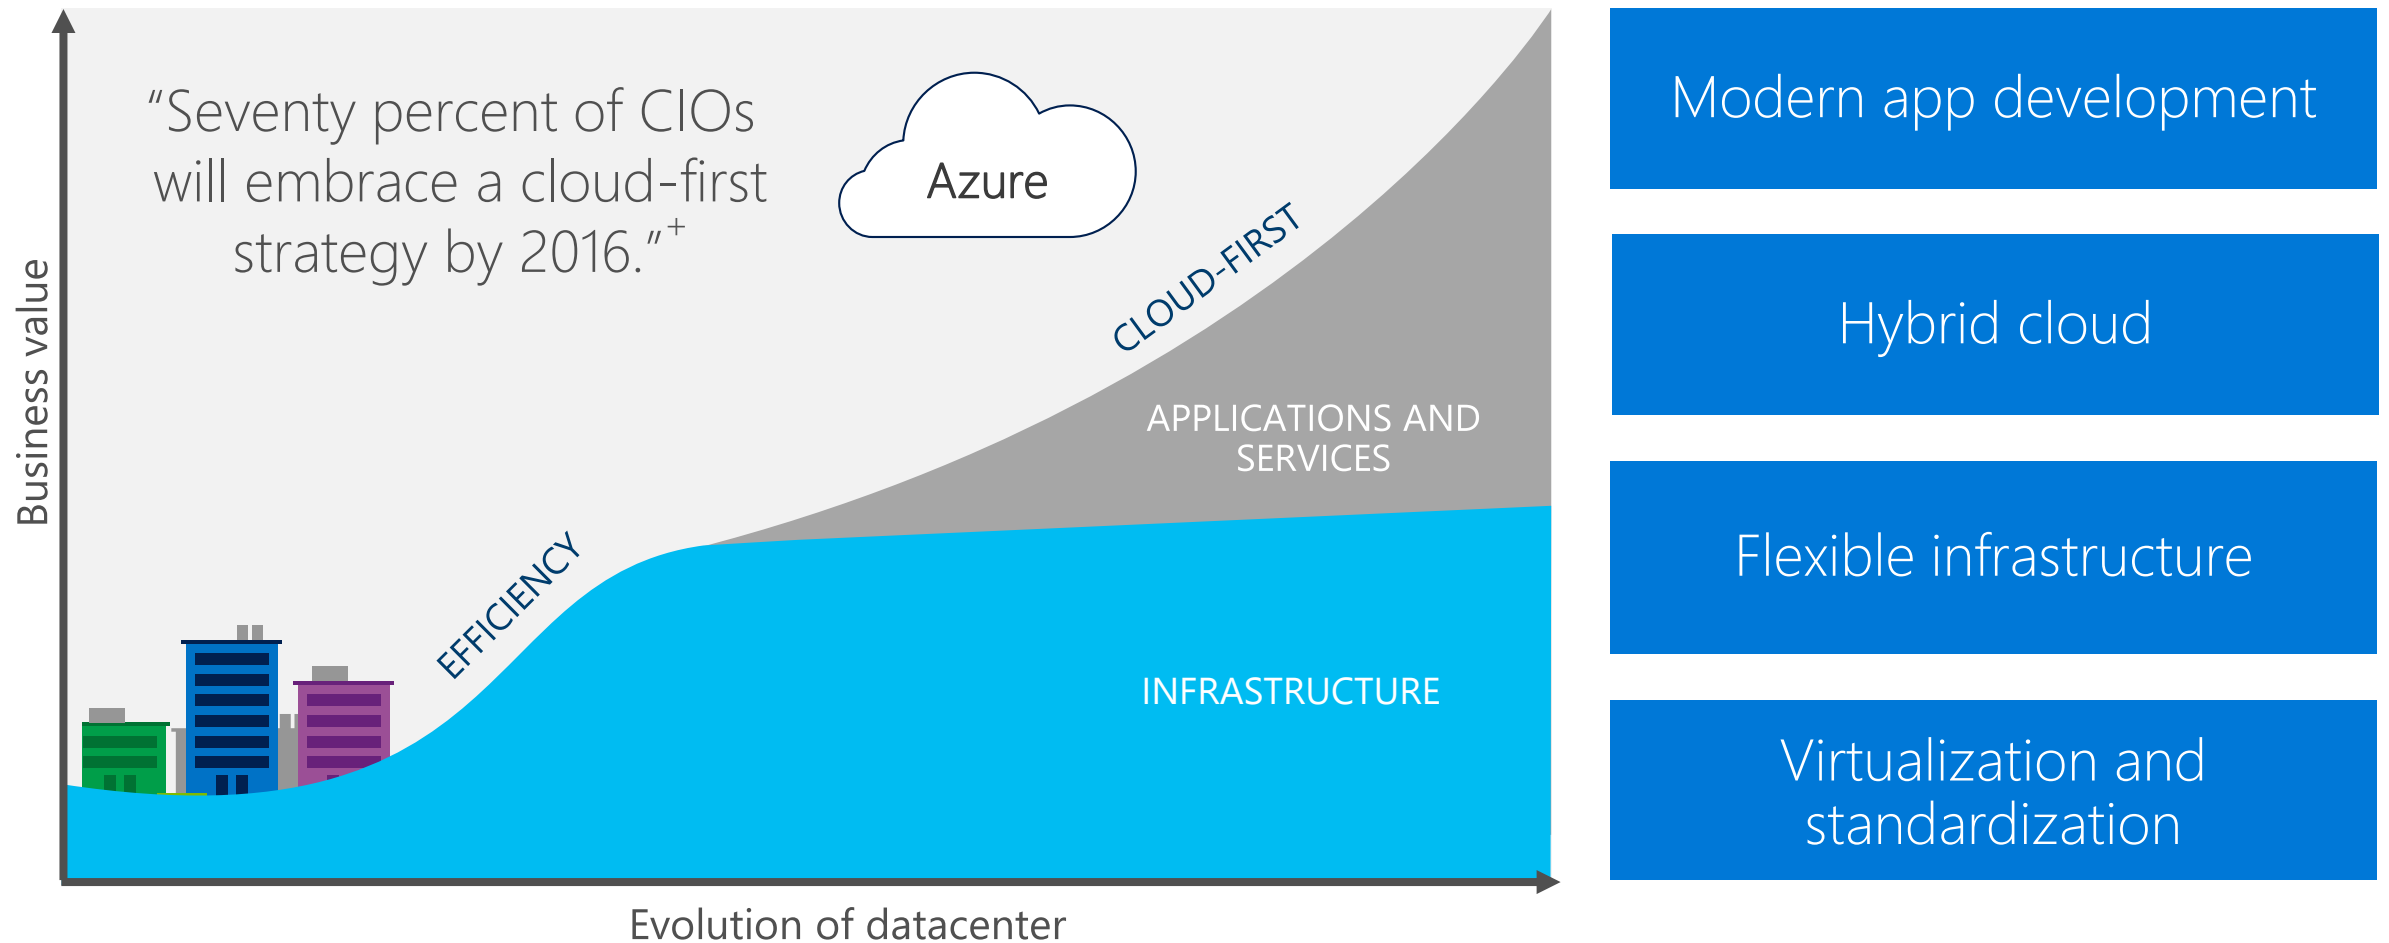 “Seventy percent of CIOs
will embrace a cloud-first
strategy by 2016.”+
Azure
CLOUD-FIRST
APPLICATIONS AND
SERVICES
EFFICIENCY
INFRASTRUCTURE
Business value
Evolution of datacenter
Modern app development
Hybrid cloud
Flexible infrastructure
Virtualization and
standardization